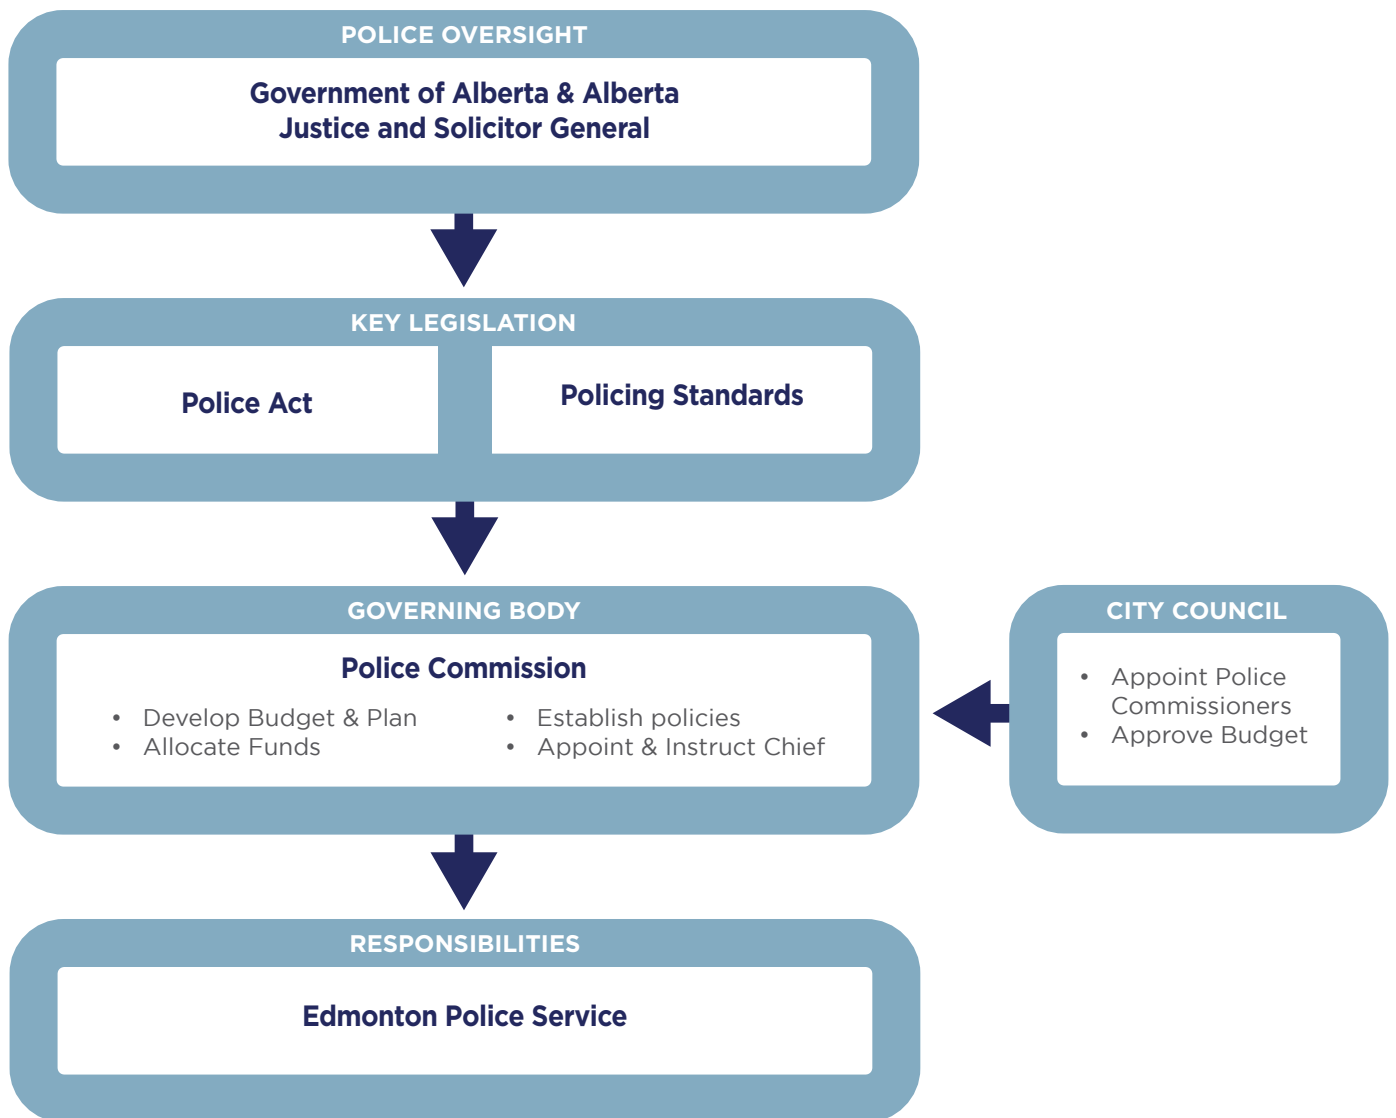 POLICE OVERSIGHT
Government of Alberta & Alberta
Justice and Solicitor General
KEY LEGISLATION
Police Act
Policing Standards
GOVERNING BODY
Police Commission
• Develop Budget & Plan
• Allocate Funds
• Establish policies
• Appoint & Instruct Chief
CITY COUNCIL
• Appoint Police
Commissioners
• Approve Budget
RESPONSIBILITIES
Edmonton Police Service